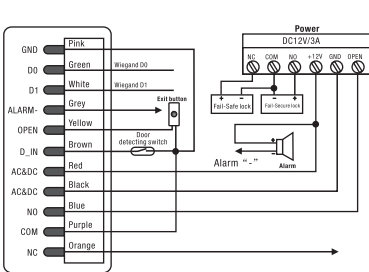 Power
DC12V/3A
NC COM NO +12V GND OPEN
GND Pink
D0 Green Wiegand D0
D1 White Wiegand D1
ALARM- Grey Exit button
OPEN Yellow
D_IN Brown Door detecting switch
AC&DC Red
AC&DC Black
NO Blue
COM Purple
NC Orange
+ - - +
Fail-Safe lock Fail-Secure lock
+
-
Alarm “-” Alarm